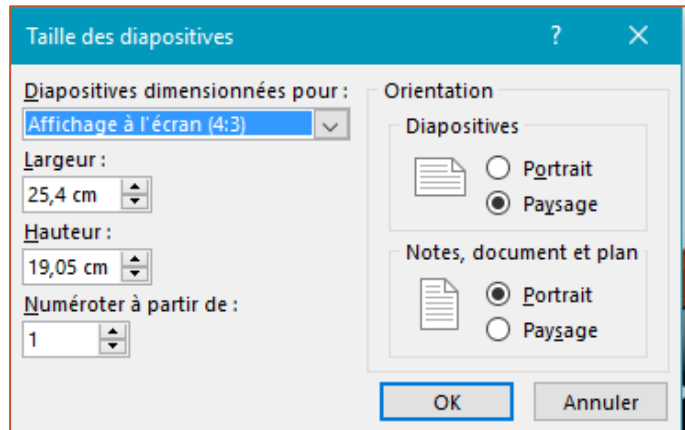 Taille des diapositives
Diapositives dimensionnées pour :
Affichage à l'écran (4:3)
Largeur :
25,4 cm
Hauteur :
19,05 cm
Numéroter à partir de :
1
Orientation
Diapositives
Portrait
Paysage
Notes, document et plan
Portrait
Paysage
OK
Annuler